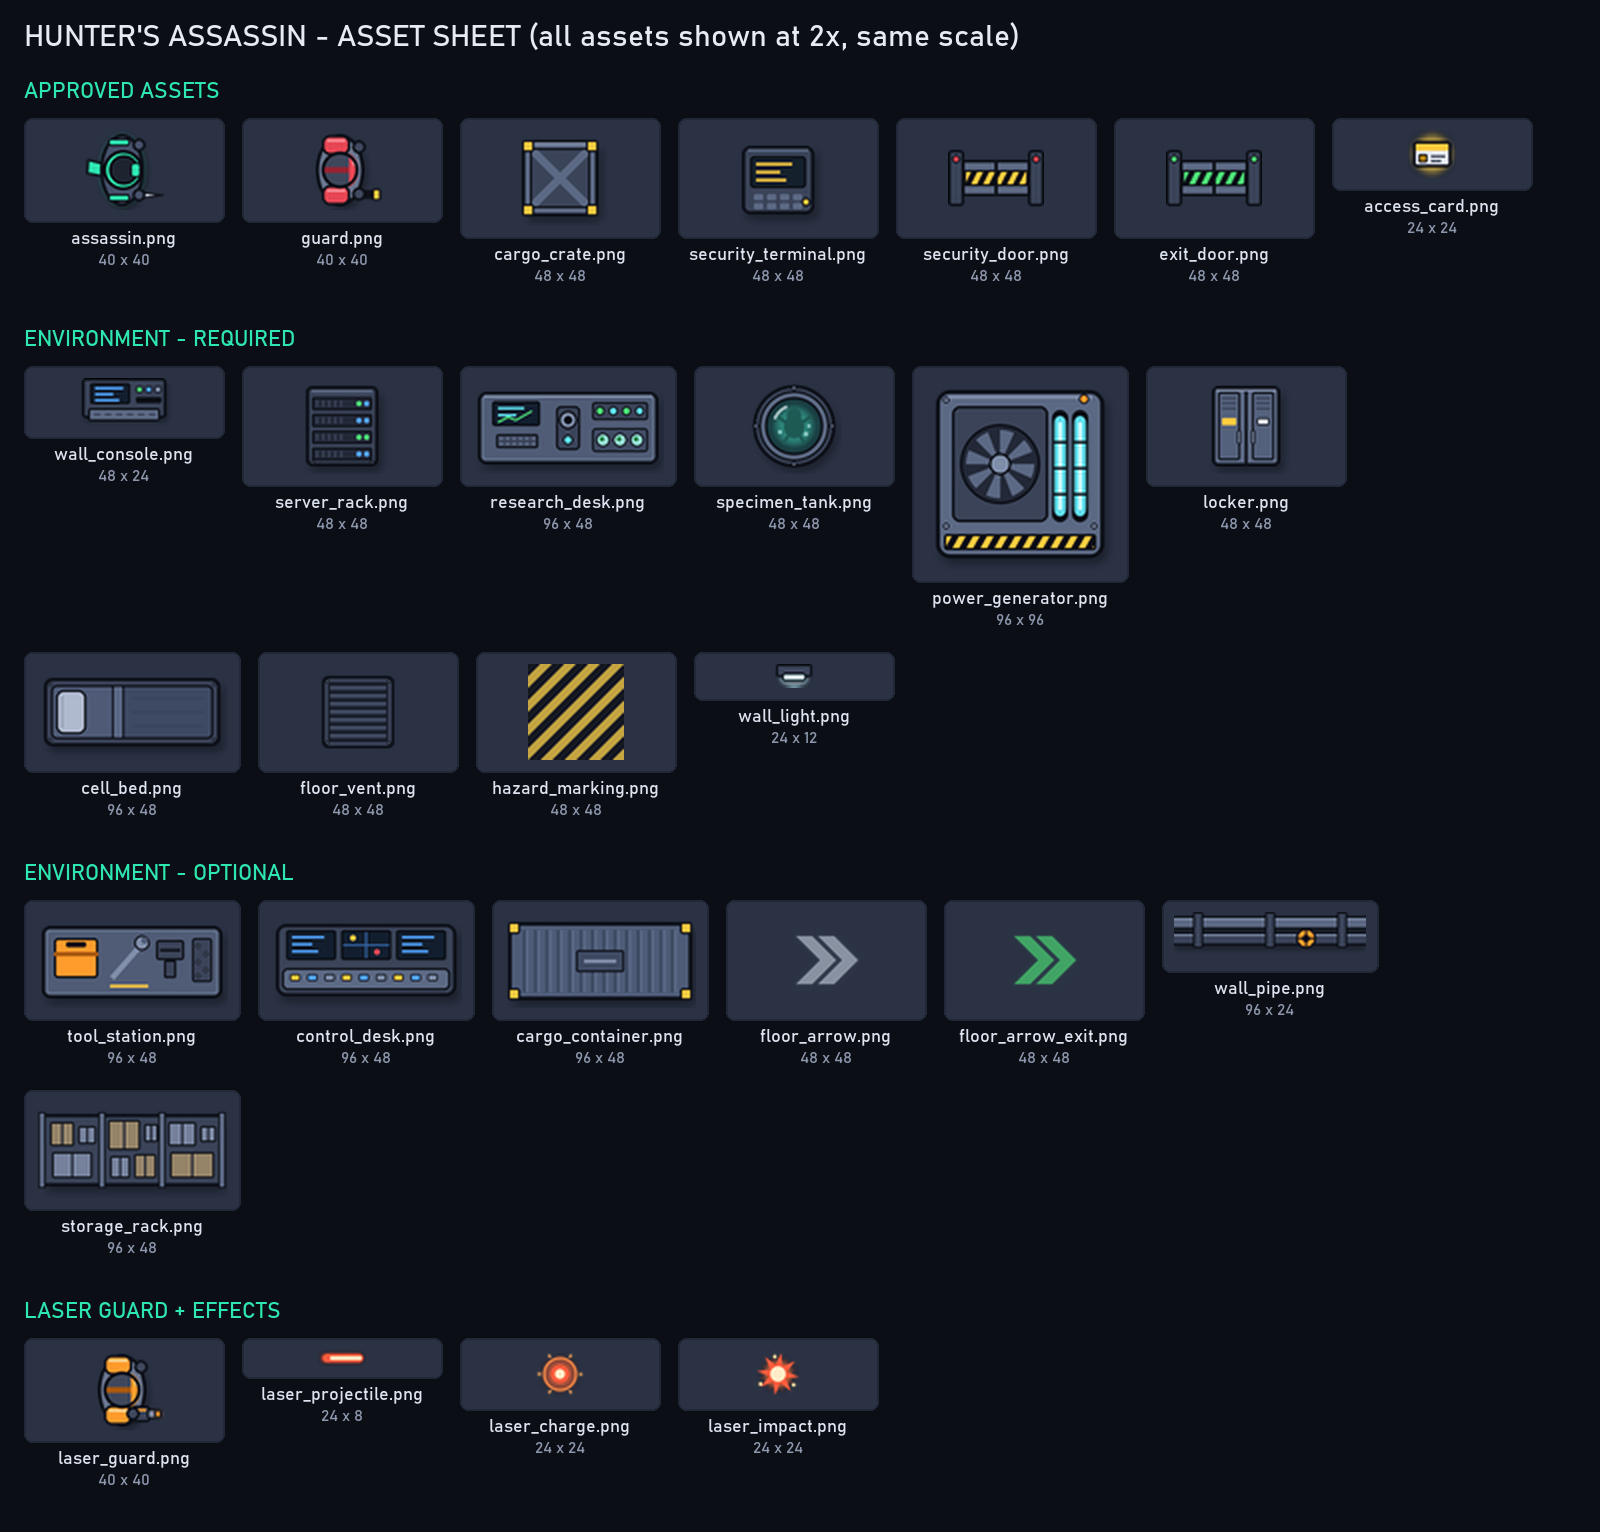 HUNTER'S ASSASSIN - ASSET SHEET (all assets shown at 2x, same scale)
APPROVED ASSETS
assassin.png
40 x 40
guard.png
40 x 40
cargo_crate.png
48 x 48
security_terminal.png
48 x 48
security_door.png
48 x 48
exit_door.png
48 x 48
access_card.png
24 x 24
ENVIRONMENT - REQUIRED
wall_console.png
48 x 24
server_rack.png
48 x 48
research_desk.png
96 x 48
specimen_tank.png
48 x 48
power_generator.png
96 x 96
locker.png
48 x 48
cell_bed.png
96 x 48
floor_vent.png
48 x 48
hazard_marking.png
48 x 48
wall_light.png
24 x 12
ENVIRONMENT - OPTIONAL
tool_station.png
96 x 48
control_desk.png
96 x 48
cargo_container.png
96 x 48
floor_arrow.png
48 x 48
floor_arrow_exit.png
48 x 48
wall_pipe.png
96 x 24
storage_rack.png
96 x 48
LASER GUARD + EFFECTS
laser_guard.png
40 x 40
laser_projectile.png
24 x 8
laser_charge.png
24 x 24
laser_impact.png
24 x 24